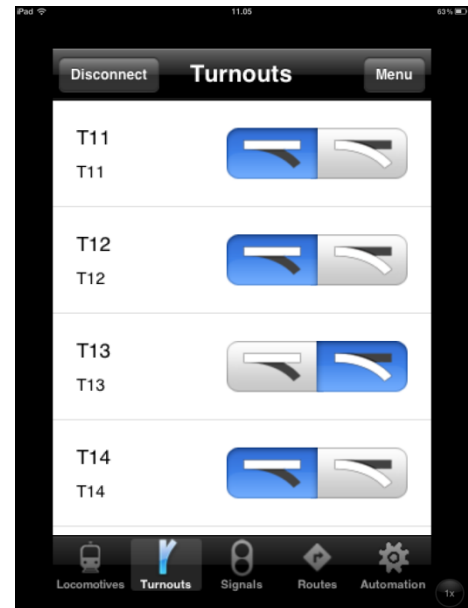 iPad 11.05 63%
Disconnect Turnouts Menu
T11
T11
T12
T12
T13
T13
T14
T14
Locomotives Turnouts Signals Routes Automation
1x